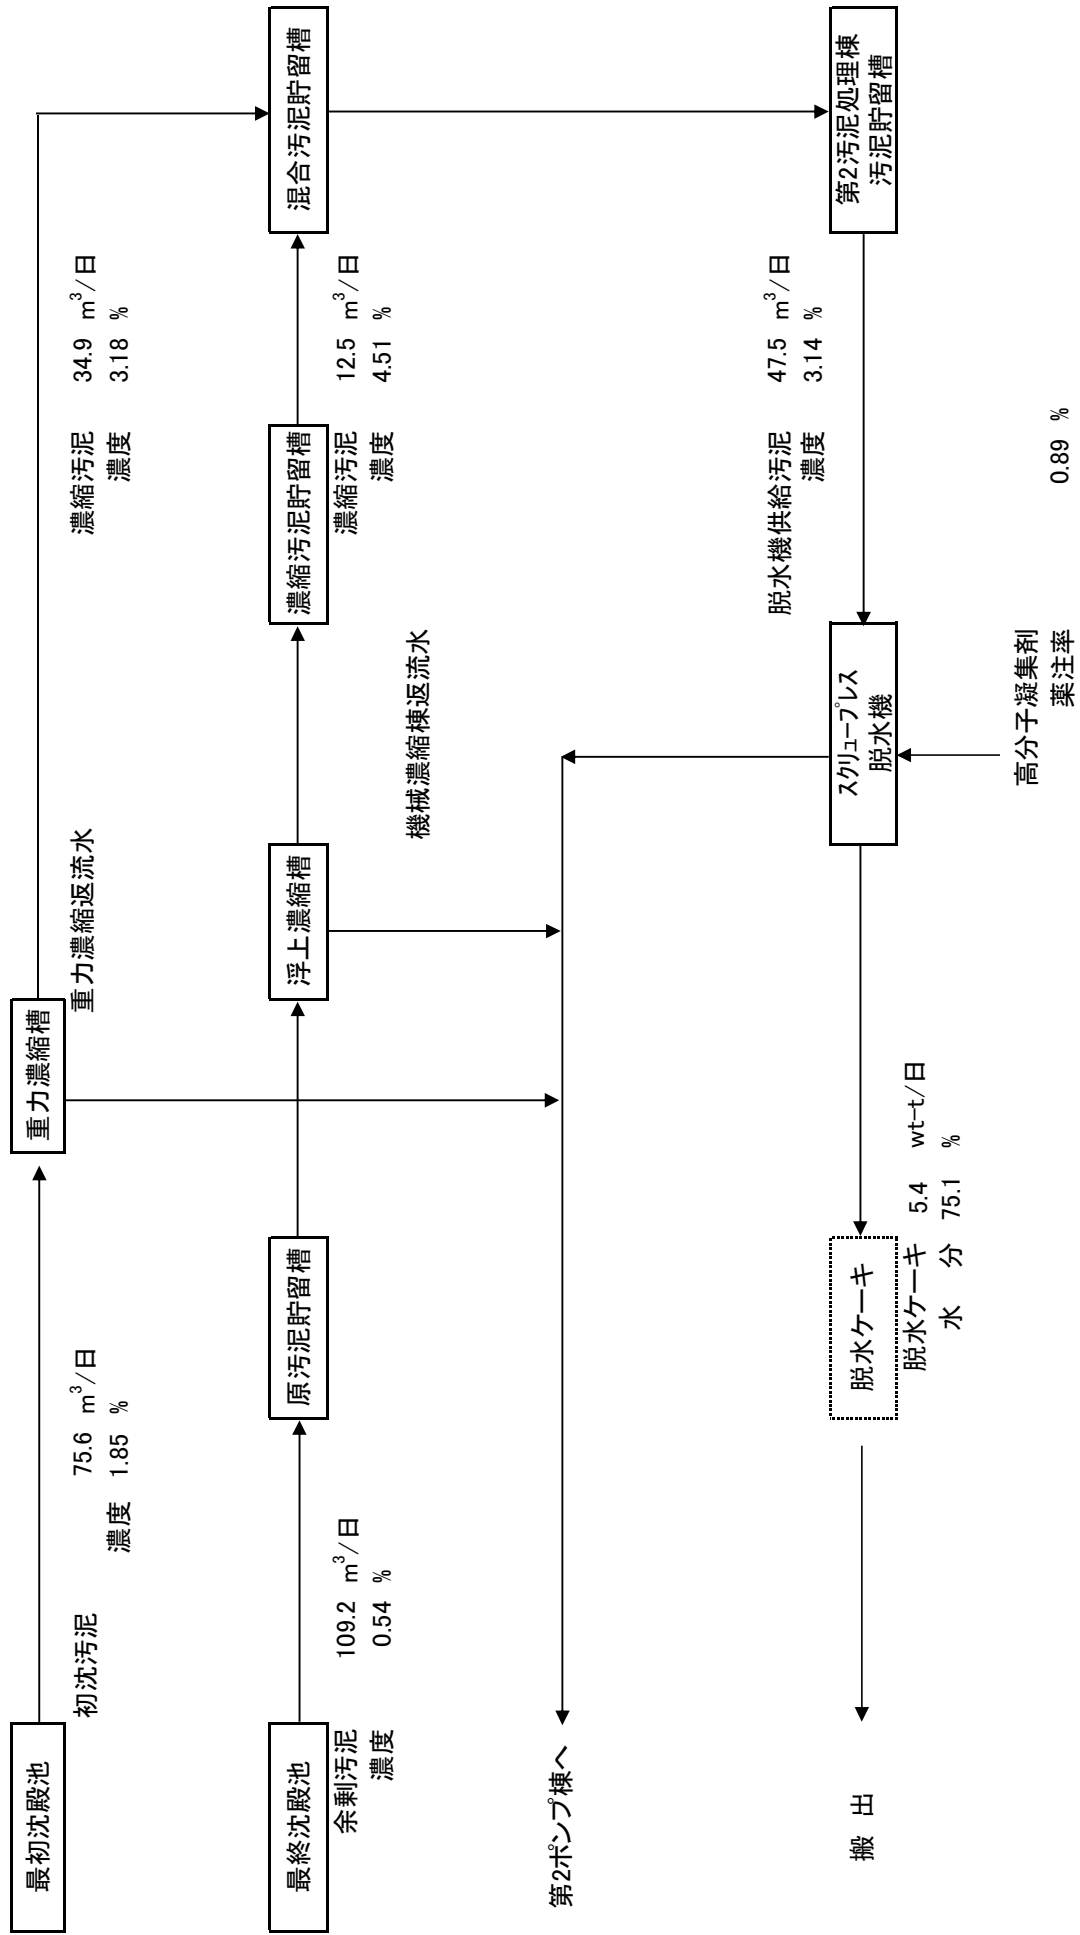 最初沈殿池
初沈汚泥 75.6 m³/日
濃度 1.85 %
重力濃縮槽
重力濃縮返流水
濃縮汚泥 34.9 m³/日
濃度 3.18 %
最終沈殿池
余剰汚泥 109.2 m³/日
濃度 0.54 %
原汚泥貯留槽
浮上濃縮槽
機械濃縮棟返流水
濃縮汚泥貯留槽
濃縮汚泥 12.5 m³/日
濃度 4.51 %
混合汚泥貯留槽
第2ポンプ棟へ
搬 出
脱水ケーキ
脱水ケーキ 5.4 wt-t/日
水 分 75.1 %
スクリュープレス
脱水機
脱水機供給汚泥 47.5 m³/日
濃度 3.14 %
第2汚泥処理棟
汚泥貯留槽
高分子凝集剤
薬注率 0.89 %